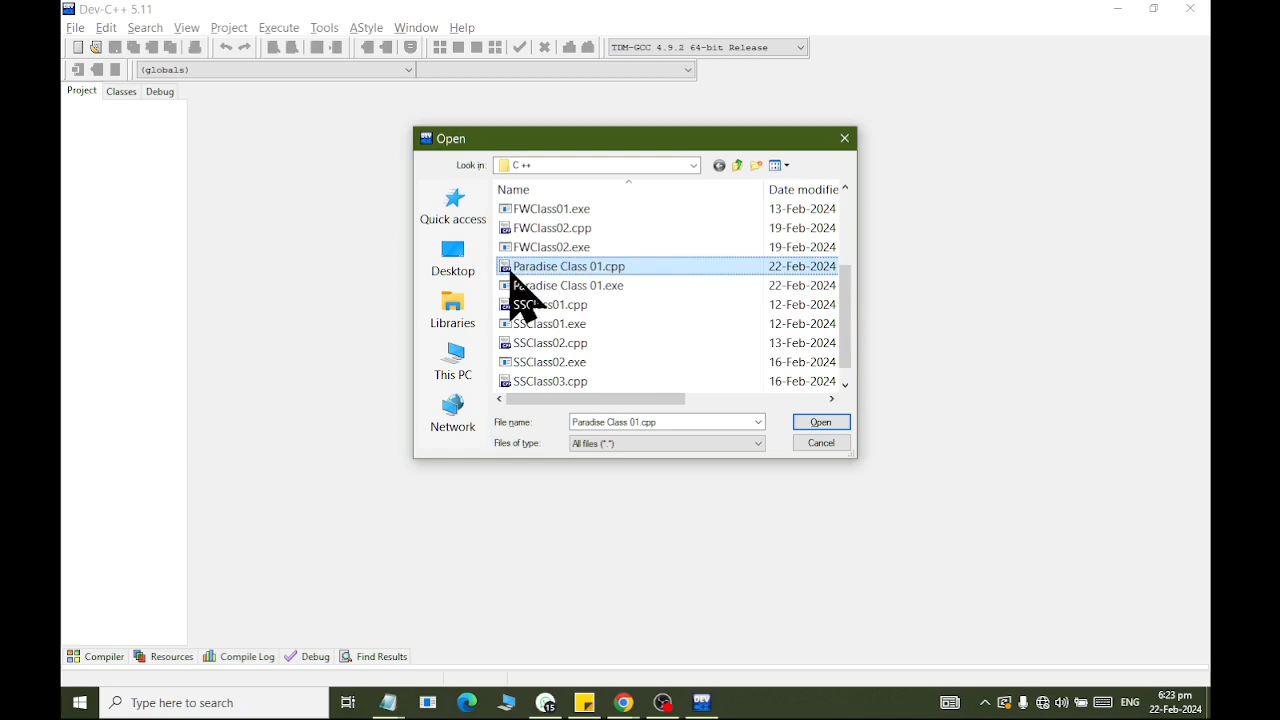 Dev-C++ 5.11
File Edit Search View Project Execute Tools AStyle Window Help
TDM-GCC 4.9.2 64-bit Release
(globals)
Project Classes Debug
Open
Look in: C ++
Name Date modifie
FWClass01.exe 13-Feb-2024
FWClass02.cpp 19-Feb-2024
FWClass02.exe 19-Feb-2024
Paradise Class 01.cpp 22-Feb-2024
Paradise Class 01.exe 22-Feb-2024
SSClass01.cpp 12-Feb-2024
SSClass01.exe 12-Feb-2024
SSClass02.cpp 13-Feb-2024
SSClass02.exe 16-Feb-2024
SSClass03.cpp 16-Feb-2024
Quick access
Desktop
Libraries
This PC
Network
File name: Paradise Class 01.cpp Open
Files of type: All files (*.*) Cancel
Compiler Resources Compile Log Debug Find Results
Type here to search
15
DEV
ENG
6:23 pm
22-Feb-2024